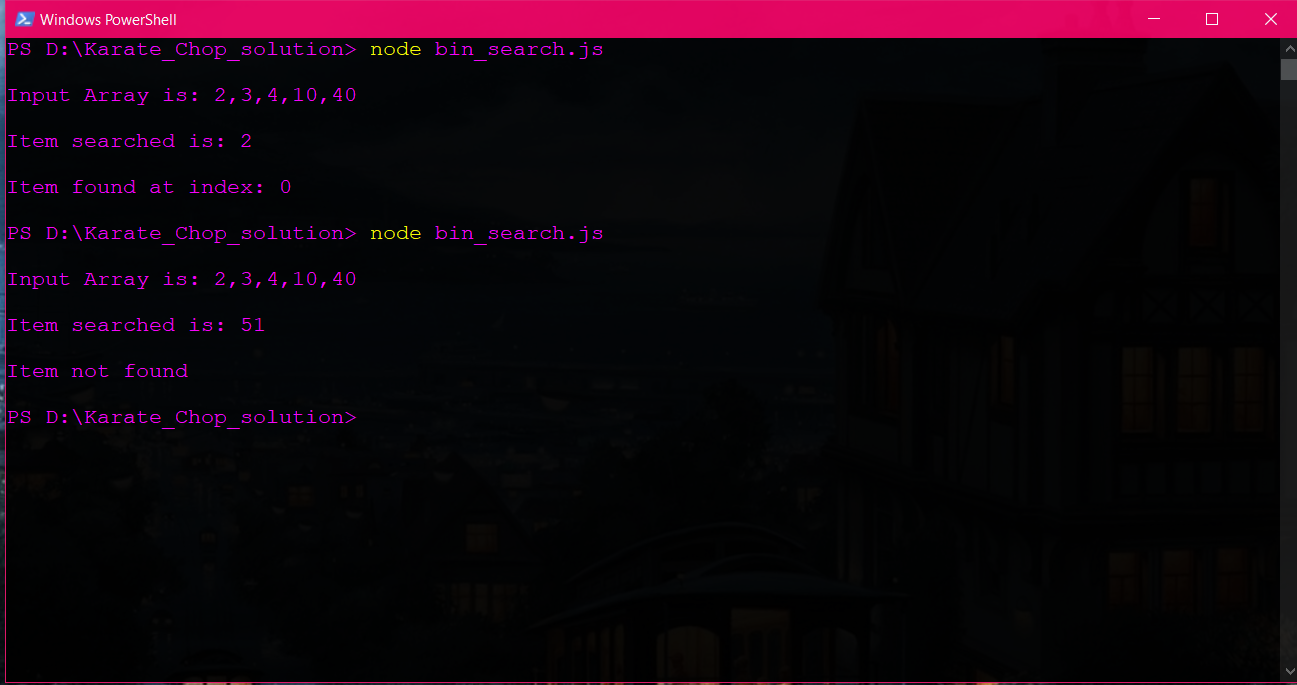 Windows PowerShell
PS D:\Karate_Chop_solution> node bin_search.js
Input Array is: 2,3,4,10,40
Item searched is: 2
Item found at index: 0
PS D:\Karate_Chop_solution> node bin_search.js
Input Array is: 2,3,4,10,40
Item searched is: 51
Item not found
PS D:\Karate_Chop_solution>